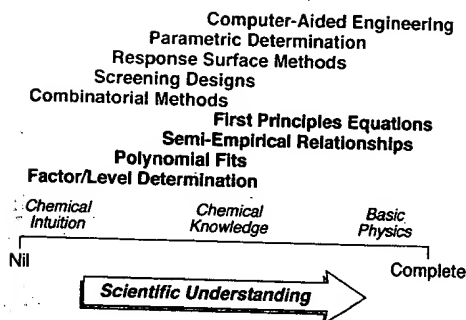 Computer-Aided Engineering
Parametric Determination
Response Surface Methods
Screening Designs
Combinatorial Methods
First Principles Equations
Semi-Empirical Relationships
Polynomial Fits
Factor/Level Determination
Chemical Intuition
Chemical Knowledge
Basic Physics
Nil
Complete
Scientific Understanding